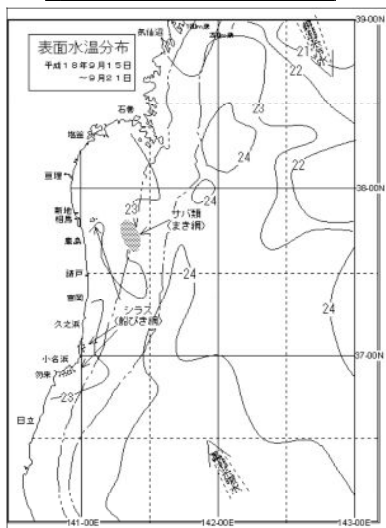 表面水温分布
平成18年9月15日
～9月21日
気仙沼
39-00N
21
22
23
石巻
塩釜
24
22
亘理
24
38-00N
新地
23
サバ類
相馬
(まき網)
鹿島
24
請戸
24
富岡
シラス
(船びき網)
久之浜
37-00N
小名浜
勿来
23
日立
141-00E
142-00E
143-00E